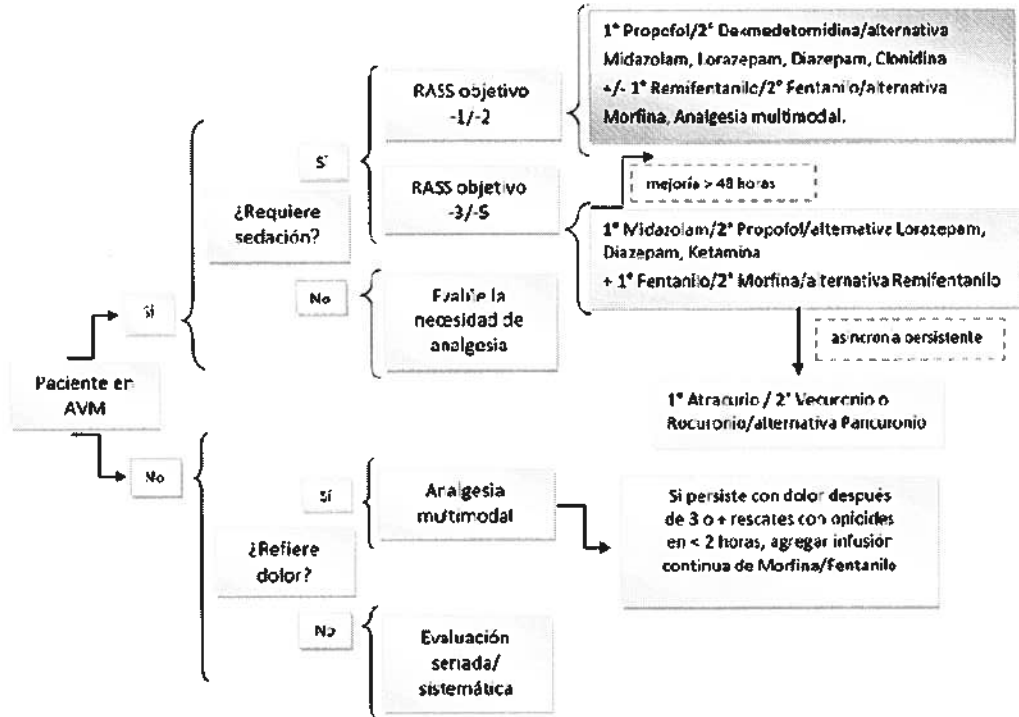 Paciente en
AVM
Sí
¿Requiere
sedación?
Sí
RASS objetivo
-1/-2
1° Propofol/2° Dexmedetomidina/alternativa
Midazolam, Lorazepam, Diazepam, Clonidina
+/- 1° Remifentanilo/2° Fentanilo/alternativa
Morfina, Analgesia multimodal.
RASS objetivo
-3/-5
mejoría > 48 horas
1° Midazolam/2° Propofol/alternativa Lorazepam,
Diazepam, Ketamina
+ 1° Fentanilo/2° Morfina/alternativa Remifentanilo
asincronía persistente
1° Atracurio / 2° Vecuronio o
Rocuronio/alternativa Pancuronio
No
Evalúe la
necesidad de
analgesia
No
¿Refiere
dolor?
Sí
Analgesia
multimodal
Si persiste con dolor después
de 3 o + rescates con opioides
en < 2 horas, agregar infusión
continua de Morfina/Fentanilo
No
Evaluación
seriada/
sistemática